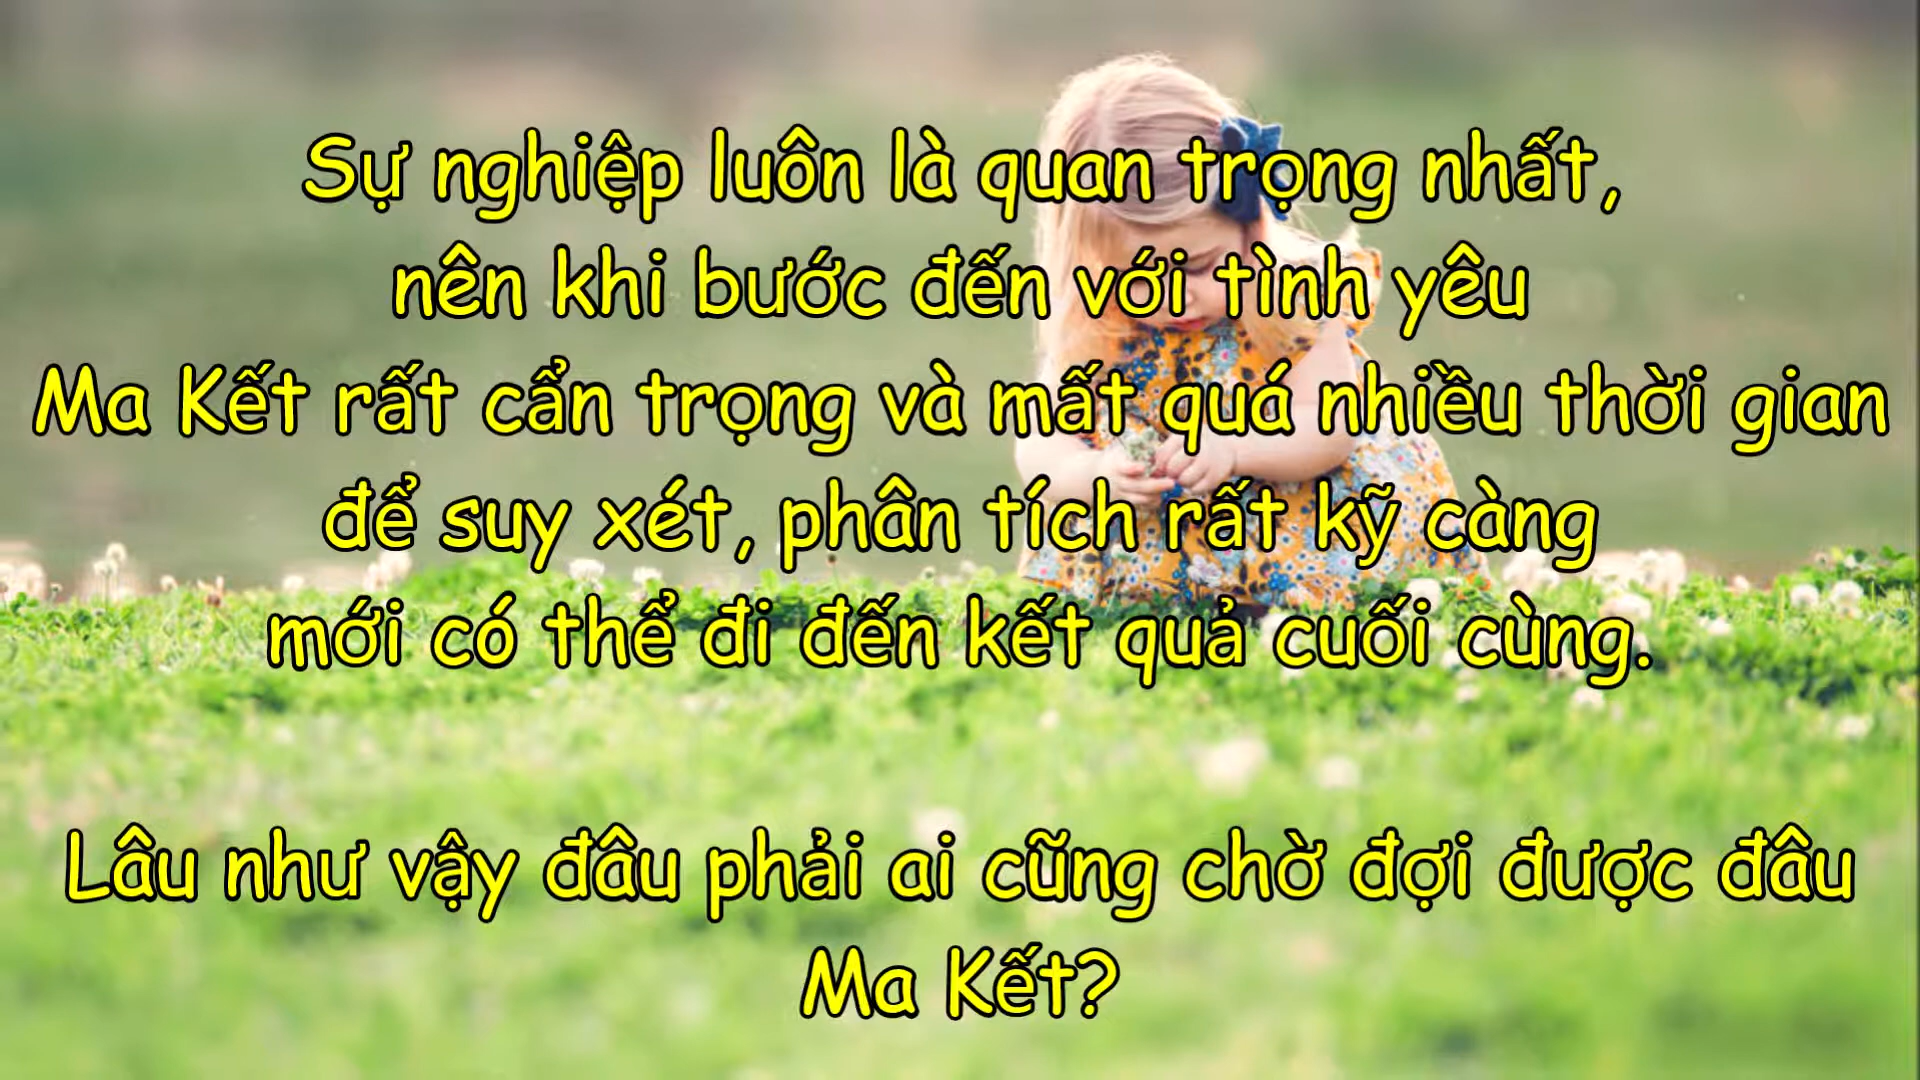 Sự nghiệp luôn là quan trọng nhất,
nên khi bước đến với tình yêu
Ma Kết rất cẩn trọng và mất quá nhiều thời gian
để suy xét, phân tích rất kỹ càng
mới có thể đi đến kết quả cuối cùng.
Lâu như vậy đâu phải ai cũng chờ đợi được đâu
Ma Kết?